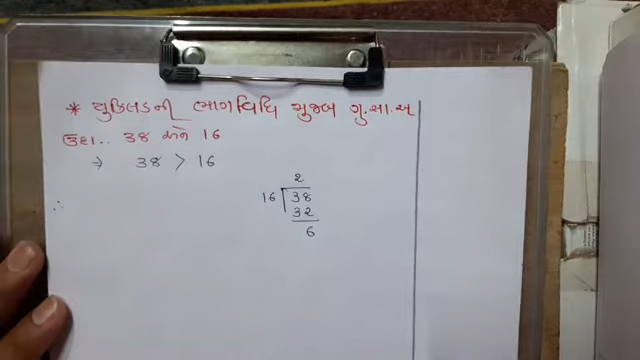 * યુક્લિડની ભાગવિધિ મુજબ ગુ.સા.અ
ઉદા.. 38 અને 16
→ 38 > 16
2
16 38
∴ 32
6